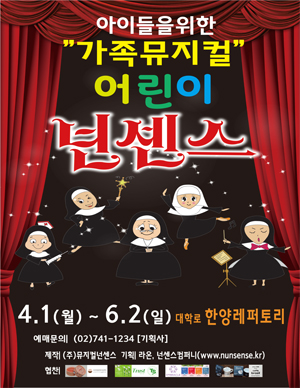 아이들을위한
"가족뮤지컬"
어린이
넌센스
4.1(월) ~ 6.2(일) 대학로 한양레퍼토리
예매문의| (02)741-1234 [기획사]
제작| (주)뮤지컬넌센스 기획| 라온, 넌센스컴퍼니(www.nunsense.kr)
협찬|